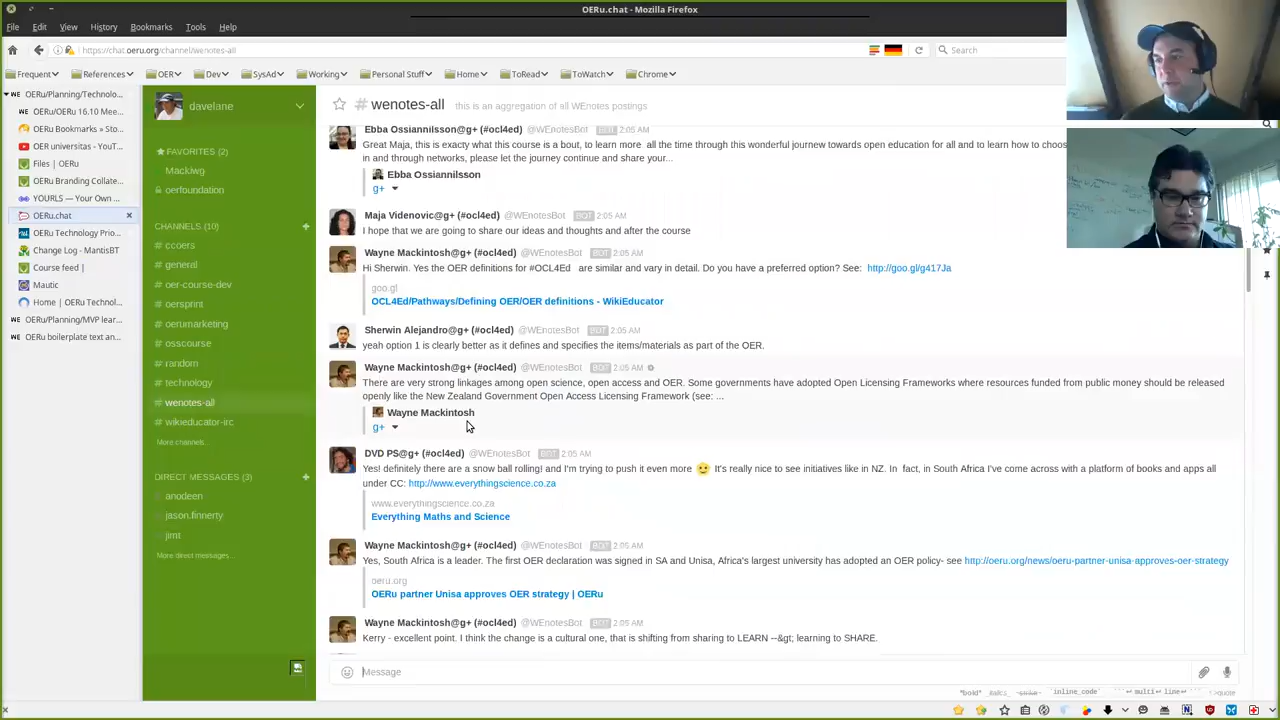 OERu.chat - Mozilla Firefox
File Edit View History Bookmarks Tools Help
https://chat.oeru.org/channel/wenotes-all
Search
Frequent References OER Dev SysAd Working Personal Stuff Home ToRead ToWatch Chrome
OERu/Planning/Technolo...
OERu/OERu 16.10 Mee...
OERu Bookmarks » Sto...
OER universitas - YouT...
Files | OERu
OERu Branding Collate...
YOURLS — Your Own ...
OERu.chat
OERu Technology Prio...
Change Log - MantisBT
Course feed |
Mautic
Home | OERu Technol...
OERu/Planning/MVP lear...
OERu boilerplate text an...
davelane
FAVORITES (2)
Mackiwg
oerfoundation
CHANNELS (10)
# ccoers
# general
# oer-course-dev
# oersprint
# oerumarketing
# osscourse
# random
# technology
# wenotes-all
# wikieducator-irc
More channels...
DIRECT MESSAGES (3)
anodeen
jason.finnerty
jimt
More direct messages...
# wenotes-all this is an aggregation of all WEnotes postings
Ebba Ossiannilsson@g+ (#ocl4ed) @WEnotesBot BOT 2:05 AM
Great Maja, this is exacty what this course is a bout, to learn more all the time through this wonderful journey towards open education for all and to learn how to choos
in and through networks, please let the journey continue and share your...
Ebba Ossiannilsson
g+
Maja Videnovic@g+ (#ocl4ed) @WEnotesBot BOT 2:05 AM
I hope that we are going to share our ideas and thoughts and after the course
Wayne Mackintosh@g+ (#ocl4ed) @WEnotesBot BOT 2:05 AM
Hi Sherwin. Yes the OER definitions for #OCL4Ed are similar and vary in detail. Do you have a preferred option? See: http://goo.gl/g417Ja
goo.gl
OCL4Ed/Pathways/Defining OER/OER definitions - WikiEducator
Sherwin Alejandro@g+ (#ocl4ed) @WEnotesBot BOT 2:05 AM
yeah option 1 is clearly better as it defines and specifies the items/materials as part of the OER.
Wayne Mackintosh@g+ (#ocl4ed) @WEnotesBot BOT 2:05 AM
There are very strong linkages among open science, open access and OER. Some governments have adopted Open Licensing Frameworks where resources funded from public money should be released
openly like the New Zealand Government Open Access Licensing Framework (see: ...
Wayne Mackintosh
g+
DVD PS@g+ (#ocl4ed) @WEnotesBot BOT 2:05 AM
Yes! definitely there are a snow ball rolling! and I'm trying to push it even more It's really nice to see initiatives like in NZ. In fact, in South Africa I've come across with a platform of books and apps all
under CC: http://www.everythingscience.co.za
www.everythingscience.co.za
Everything Maths and Science
Wayne Mackintosh@g+ (#ocl4ed) @WEnotesBot BOT 2:05 AM
Yes, South Africa is a leader. The first OER declaration was signed in SA and Unisa, Africa's largest university has adopted an OER policy- see http://oeru.org/news/oeru-partner-unisa-approves-oer-strategy
oeru.org
OERu partner Unisa approves OER strategy | OERu
Wayne Mackintosh@g+ (#ocl4ed) @WEnotesBot BOT 2:05 AM
Kerry - excellent point. I think the change is a cultural one, that is shifting from sharing to LEARN --&gt; learning to SHARE.
Message
*bold* _italics_ ~strike~ `inline_code` ```multi line``` >quote